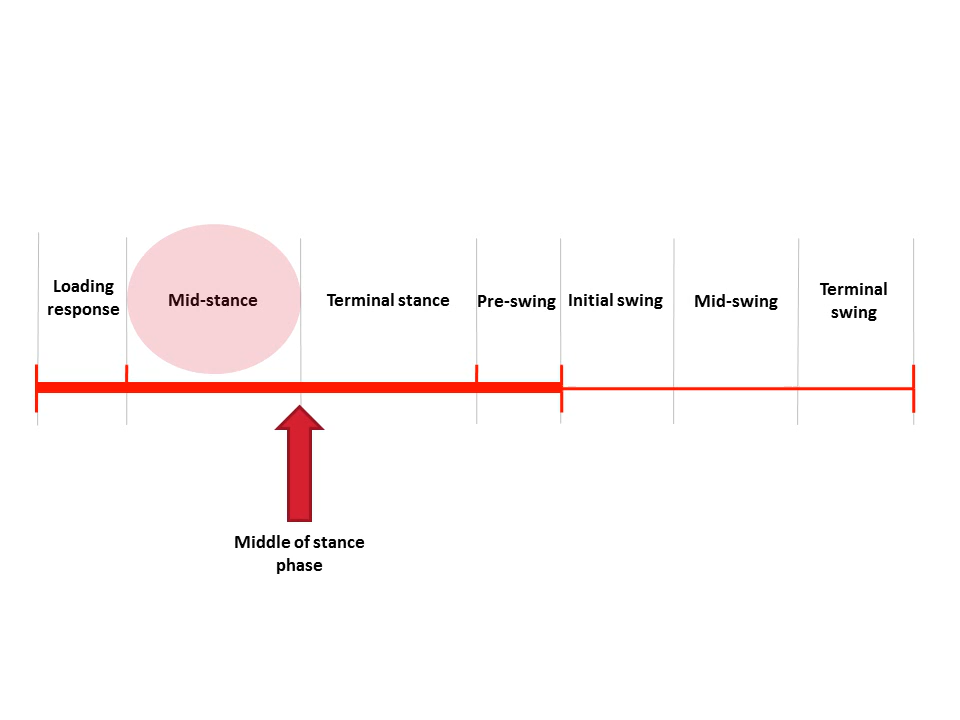 Loading
response
Mid-stance
Terminal stance
Pre-swing
Initial swing
Mid-swing
Terminal
swing
Middle of stance
phase